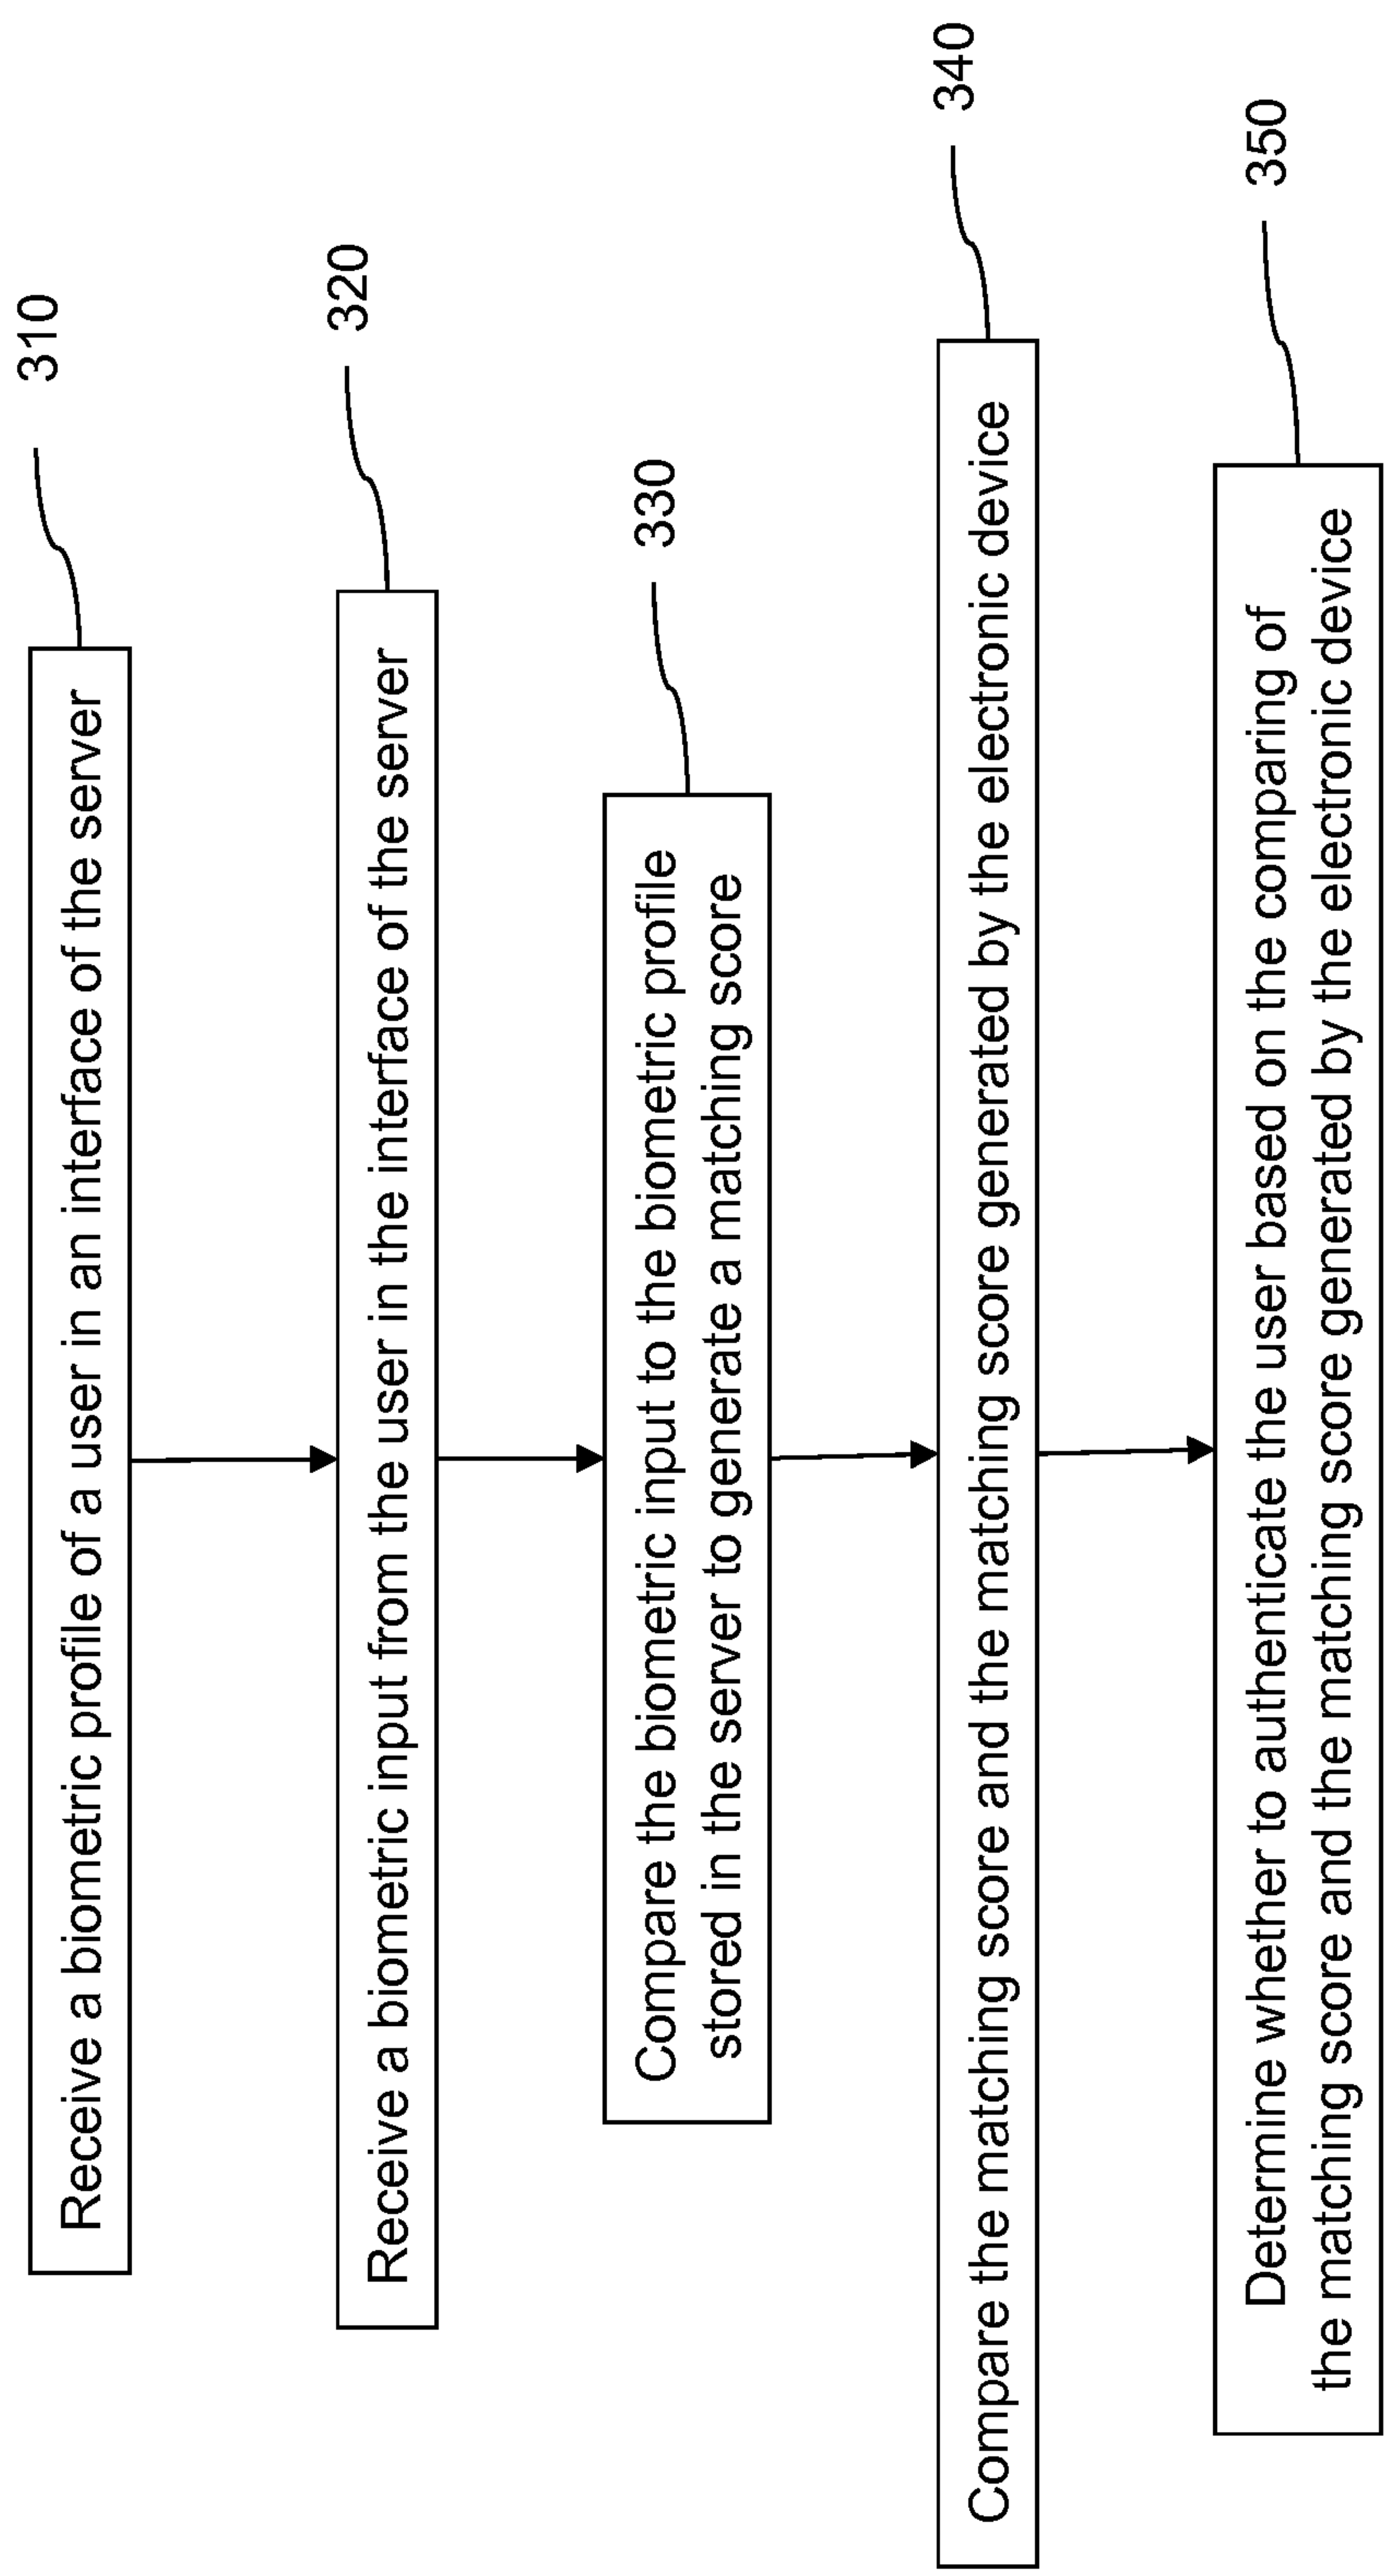 Receive a biometric profile of a user in an interface of the server
310
Receive a biometric input from the user in the interface of the server
320
Compare the biometric input to the biometric profile
stored in the server to generate a matching score
330
Compare the matching score and the matching score generated by the electronic device
340
Determine whether to authenticate the user based on the comparing of
the matching score and the matching score generated by the electronic device
350